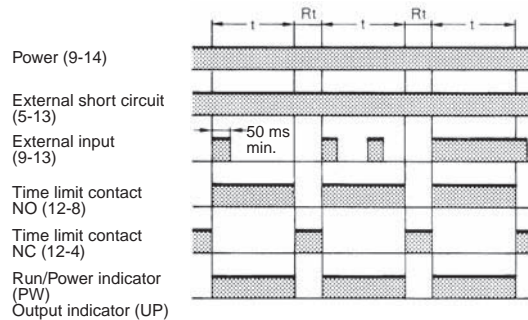 t Rt t Rt t
Power (9-14)
External short circuit
(5-13)
External input
(9-13)
50 ms
min.
Time limit contact
NO (12-8)
Time limit contact
NC (12-4)
Run/Power indicator
(PW)
Output indicator (UP)